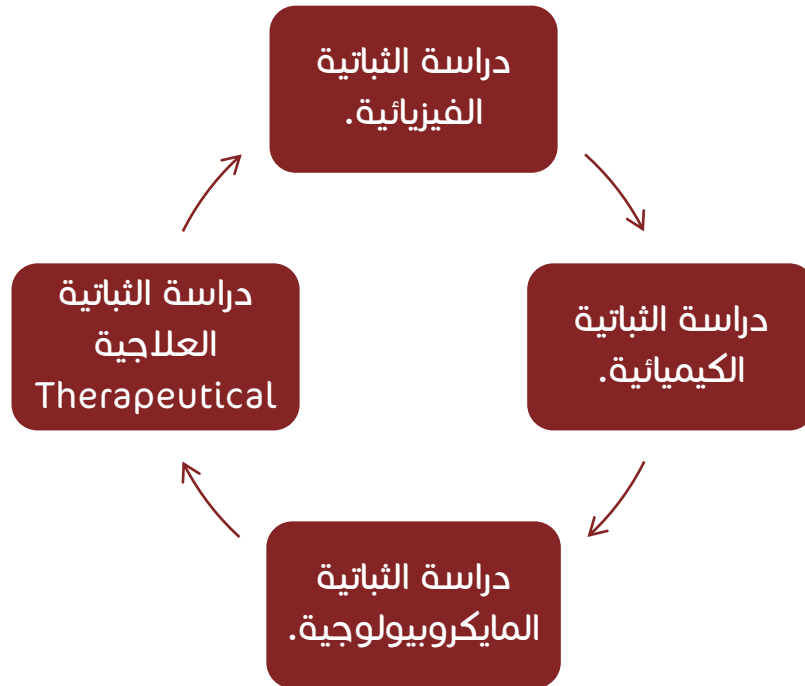 دراسة الثباتية
الفيزيائية.
دراسة الثباتية
الكيميائية.
دراسة الثباتية
المايكروبيولوجية.
دراسة الثباتية
العلاجية
Therapeutical